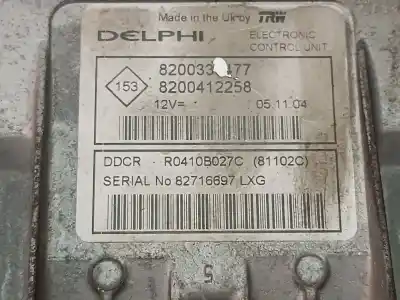 Made in the Uk by TRW
DELPHI
ELECTRONIC
CONTROL UNIT
153
8200412258
12V=
05.11.04
DDCR - R0410B027C (81102C)
SERIAL No 82716697 LXG
5